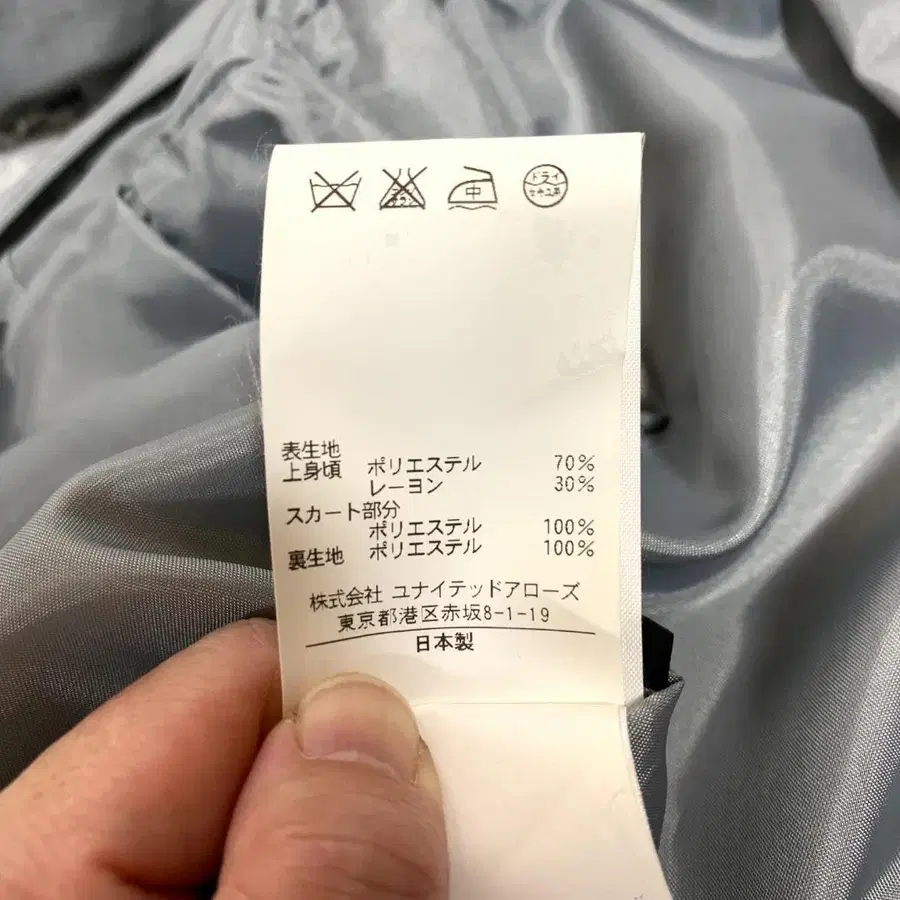 中 ドライ
表生地
上身頃 ポリエステル 70%
レーヨン 30%
スカート部分
ポリエステル 100%
裏生地 ポリエステル 100%
株式会社 ユナイテッドアローズ
東京都港区赤坂8-1-19
日本製